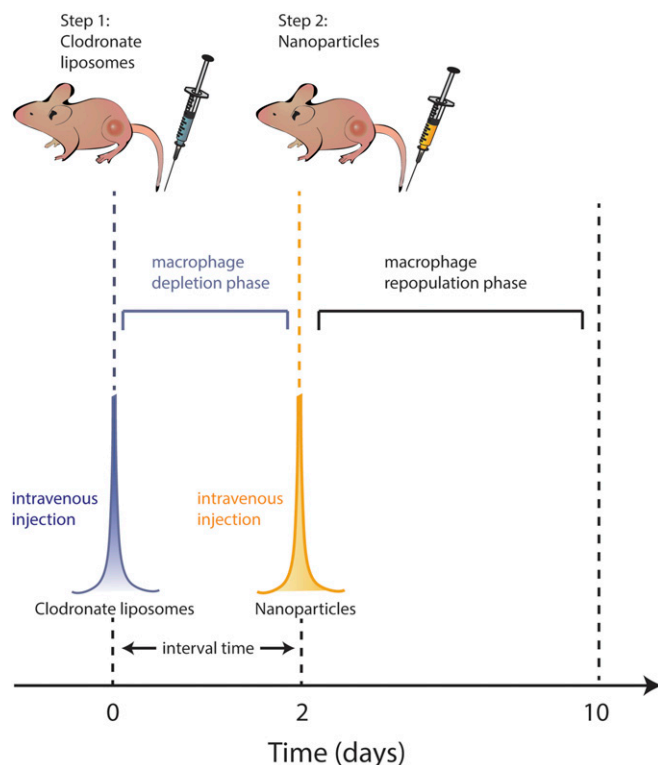 Step 1:
Clodronate
liposomes
Step 2:
Nanoparticles
macrophage
depletion phase
macrophage
repopulation phase
intravenous
injection
intravenous
injection
Clodronate liposomes
Nanoparticles
interval time
0
2
10
Time (days)